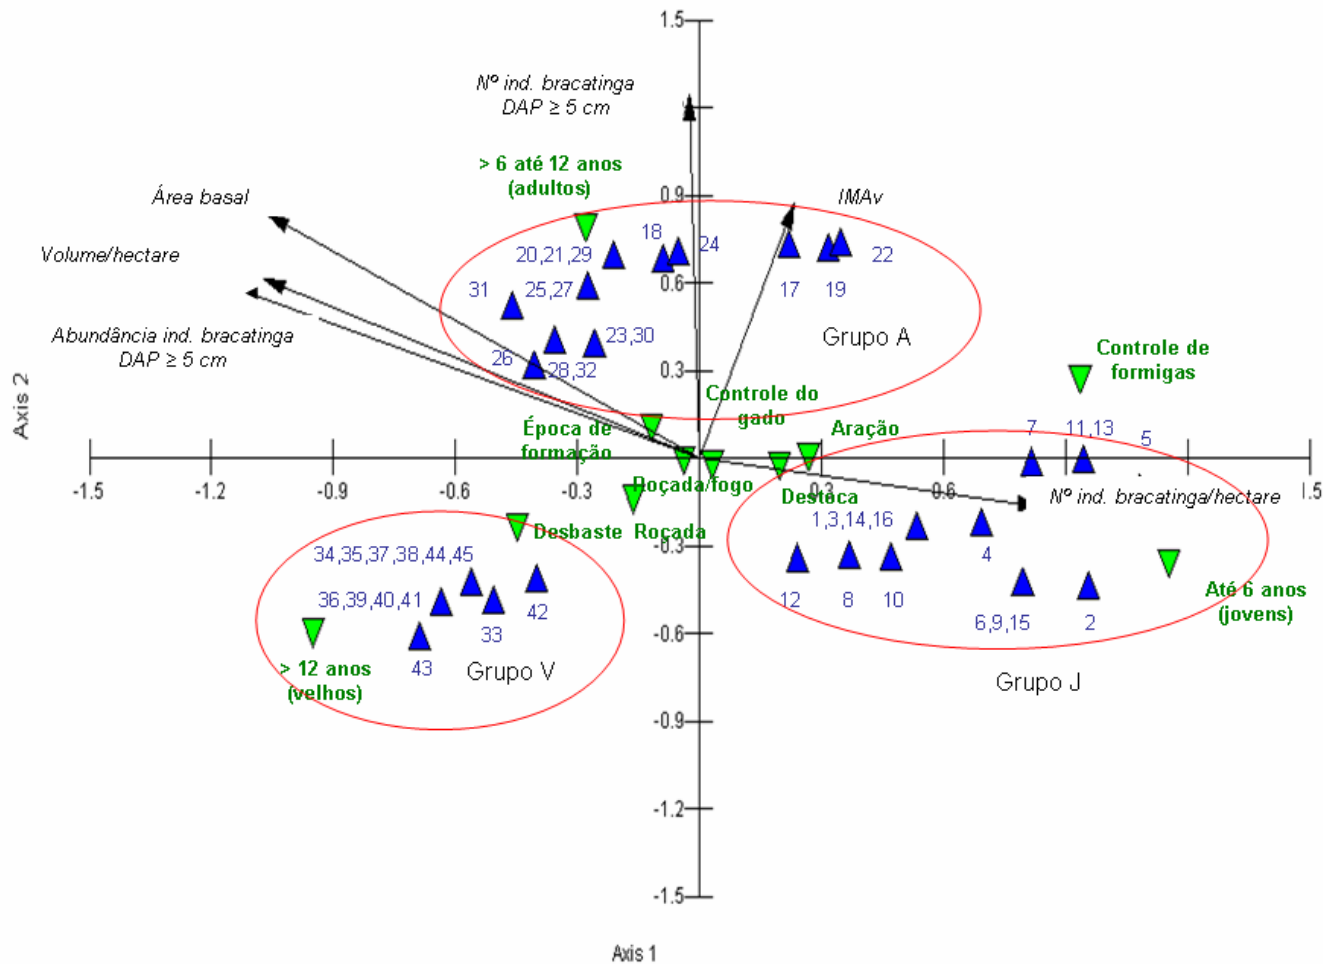 1.5
Nº ind. bracatinga
DAP ≥ 5 cm
> 6 até 12 anos
(adultos)
Área basal
0.9
IMAv
18
24
20,21,29
22
Volume/hectare
0.6
31
25,27
17
19
Abundância ind. bracatinga
DAP ≥ 5 cm
23,30
Grupo A
26
28,32
0.3
Controle de
formigas
Axis 2
Controle do
gado
Época de
formação
Aração
7
11,13
5
-1.5
-1.2
-0.9
-0.6
-0.3
0.3
0.6
1.5
Roçada/fogo
Destoca
Nº ind. bracatinga/hectare
Desbaste
Roçada
1,3,14,16
-0.3
4
34,35,37,38,44,45
36,39,40,41
42
33
12
8
10
6,9,15
2
Até 6 anos
(jovens)
-0.6
> 12 anos
(velhos)
43
Grupo V
Grupo J
-0.9
-1.2
-1.5
Axis 1